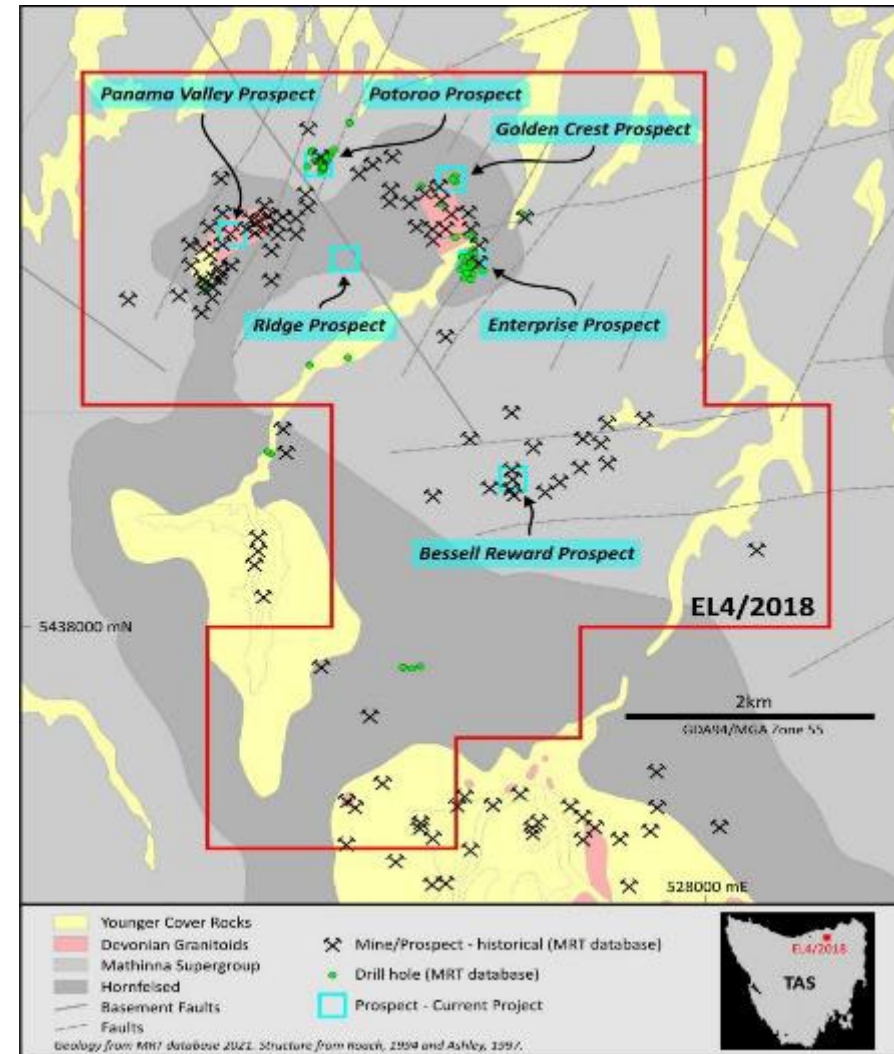 Panama Valley Prospect
Potoroo Prospect
Golden Crest Prospect
Ridge Prospect
Enterprise Prospect
Bessell Reward Prospect
EL4/2018
5438000 mN
2km
GDA94/MGA Zone 55
528000 mE
Younger Cover Rocks
Devonian Granitoids
Mathinna Supergroup
Hornfelsed
Basement Faults
Faults
Mine/Prospect - historical (MRT database)
Drill hole (MRT database)
Prospect - Current Project
EL4/2018
TAS
Geology from MRT database 2021. Structure from Roach, 1994 and Ashley, 1997.